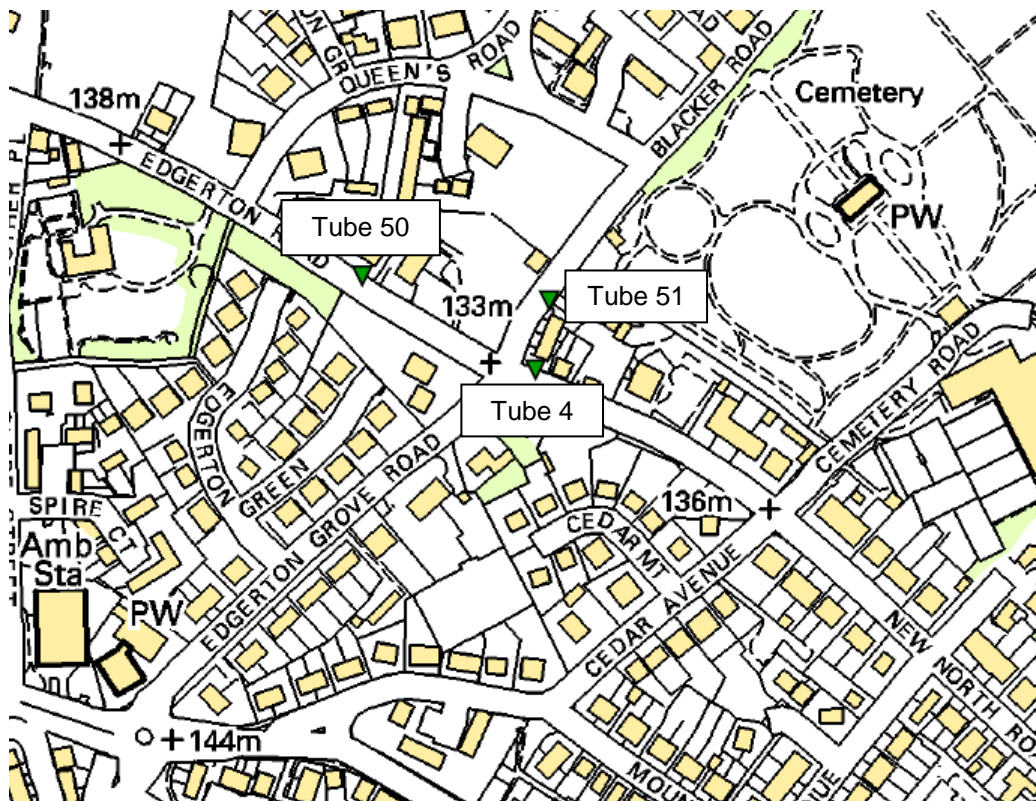 QUEEN'S ROAD
138m
BLACKER ROAD
Cemetery
EDGERTON ROAD
PW
Tube 50
Tube 51
133m
CEMETERY ROAD
Tube 4
EDGERTON GREEN
EDGERTON GROVE ROAD
136m
CEDAR MT
SPIRE CT
Amb
Sta
PW
CEDAR AVENUE
NEW NORTH RO
144m
MOUN